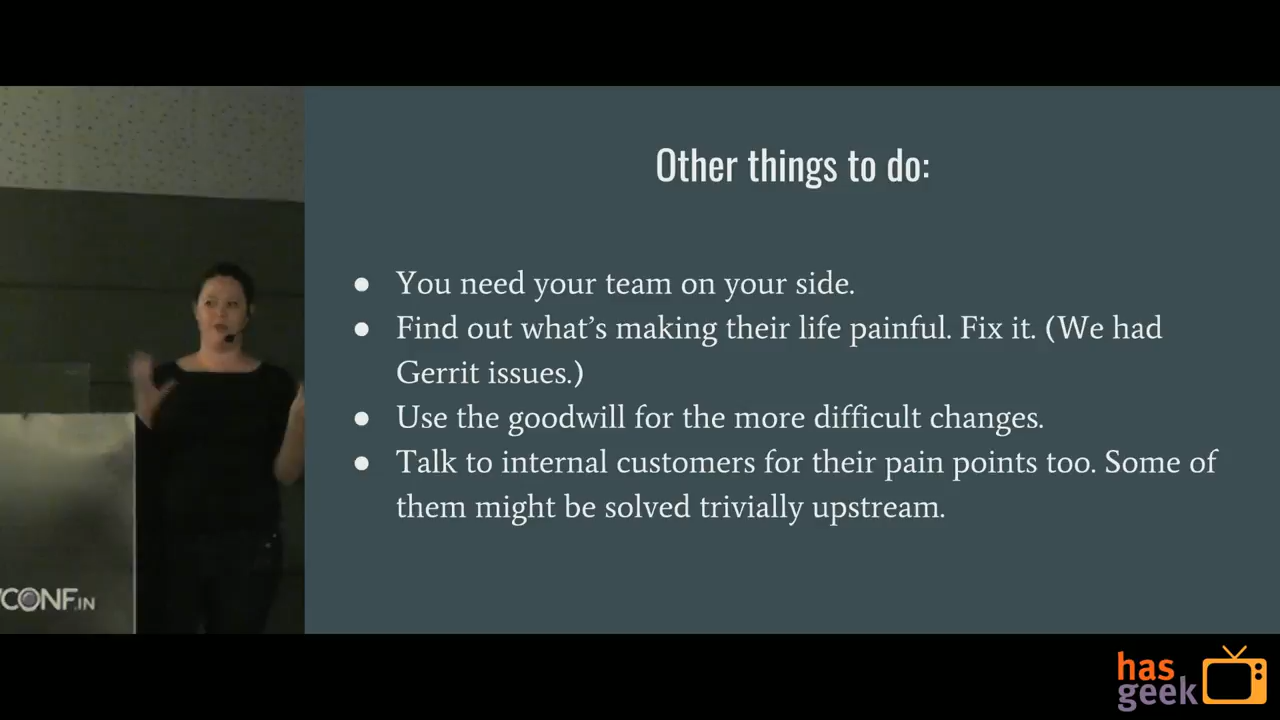 Other things to do:
● You need your team on your side.
● Find out what’s making their life painful. Fix it. (We had
Gerrit issues.)
● Use the goodwill for the more difficult changes.
● Talk to internal customers for their pain points too. Some of
them might be solved trivially upstream.
CONF.IN
has
geek